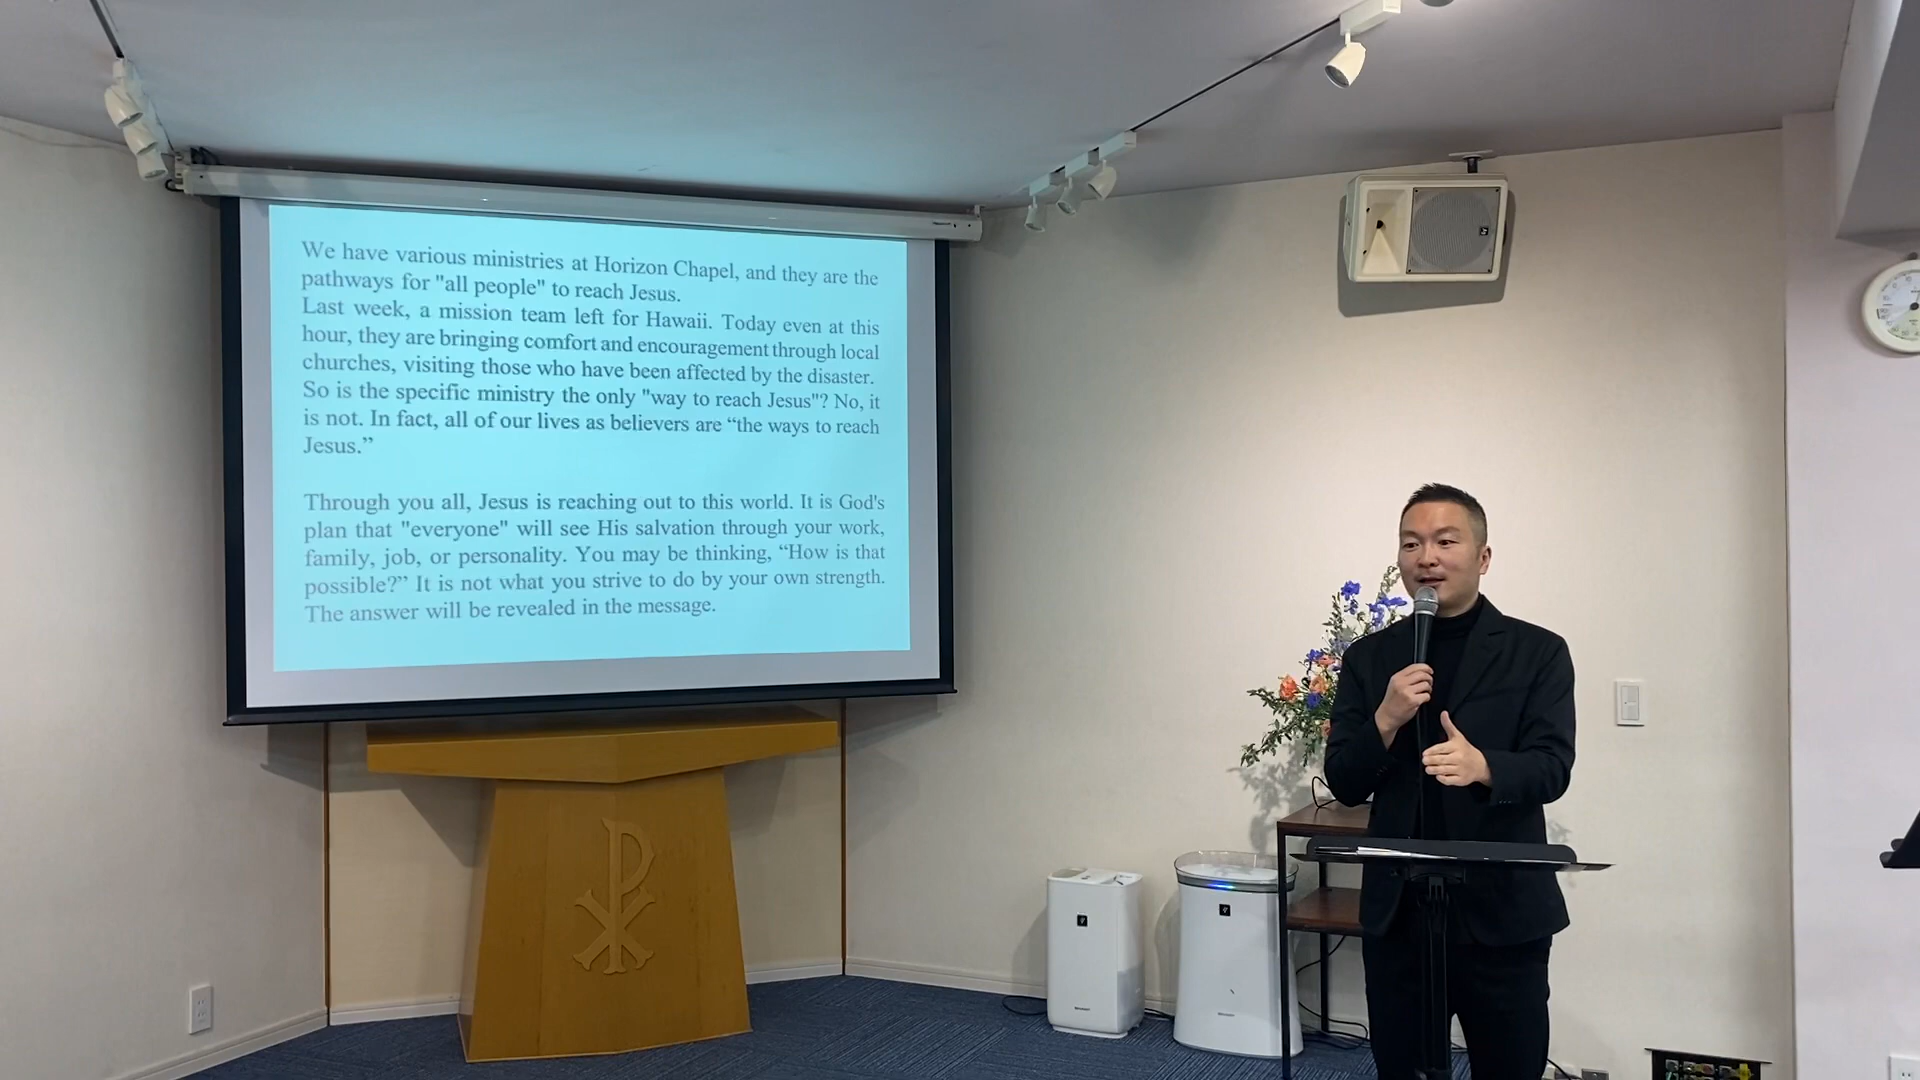 We have various ministries at Horizon Chapel, and they are the
pathways for "all people" to reach Jesus.
Last week, a mission team left for Hawaii. Today even at this
hour, they are bringing comfort and encouragement through local
churches, visiting those who have been affected by the disaster.
So is the specific ministry the only "way to reach Jesus"? No, it
is not. In fact, all of our lives as believers are “the ways to reach
Jesus.”
Through you all, Jesus is reaching out to this world. It is God's
plan that "everyone" will see His salvation through your work,
family, job, or personality. You may be thinking, “How is that
possible?” It is not what you strive to do by your own strength.
The answer will be revealed in the message.